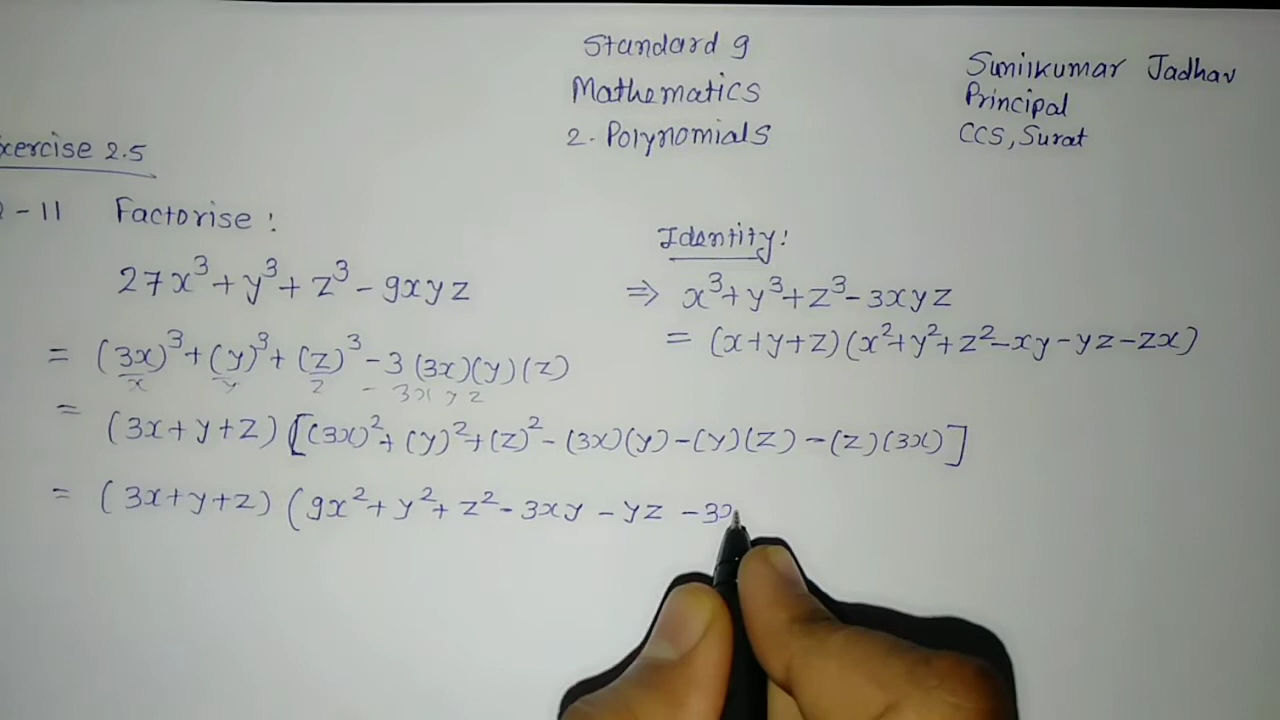 Standard 9
Mathematics
2. Polynomials
Sunilkumar Jadhav
Principal
CCS, Surat
xercise 2.5
- 11 Factorise :
27x³ + y³ + z³ - 9xyz
= (3x)³ + (y)³ + (z)³ - 3 (3x)(y)(z)
x y z - 3x y z
= (3x+y+z) [(3x)² + (y)² + (z)² - (3x)(y) - (y)(z) - (z)(3x)]
= (3x+y+z) (9x² + y² + z² - 3xy - yz - 3x
Identity:
⇒ x³+y³+z³-3xyz
= (x+y+z)(x²+y²+z²-xy-yz-zx)